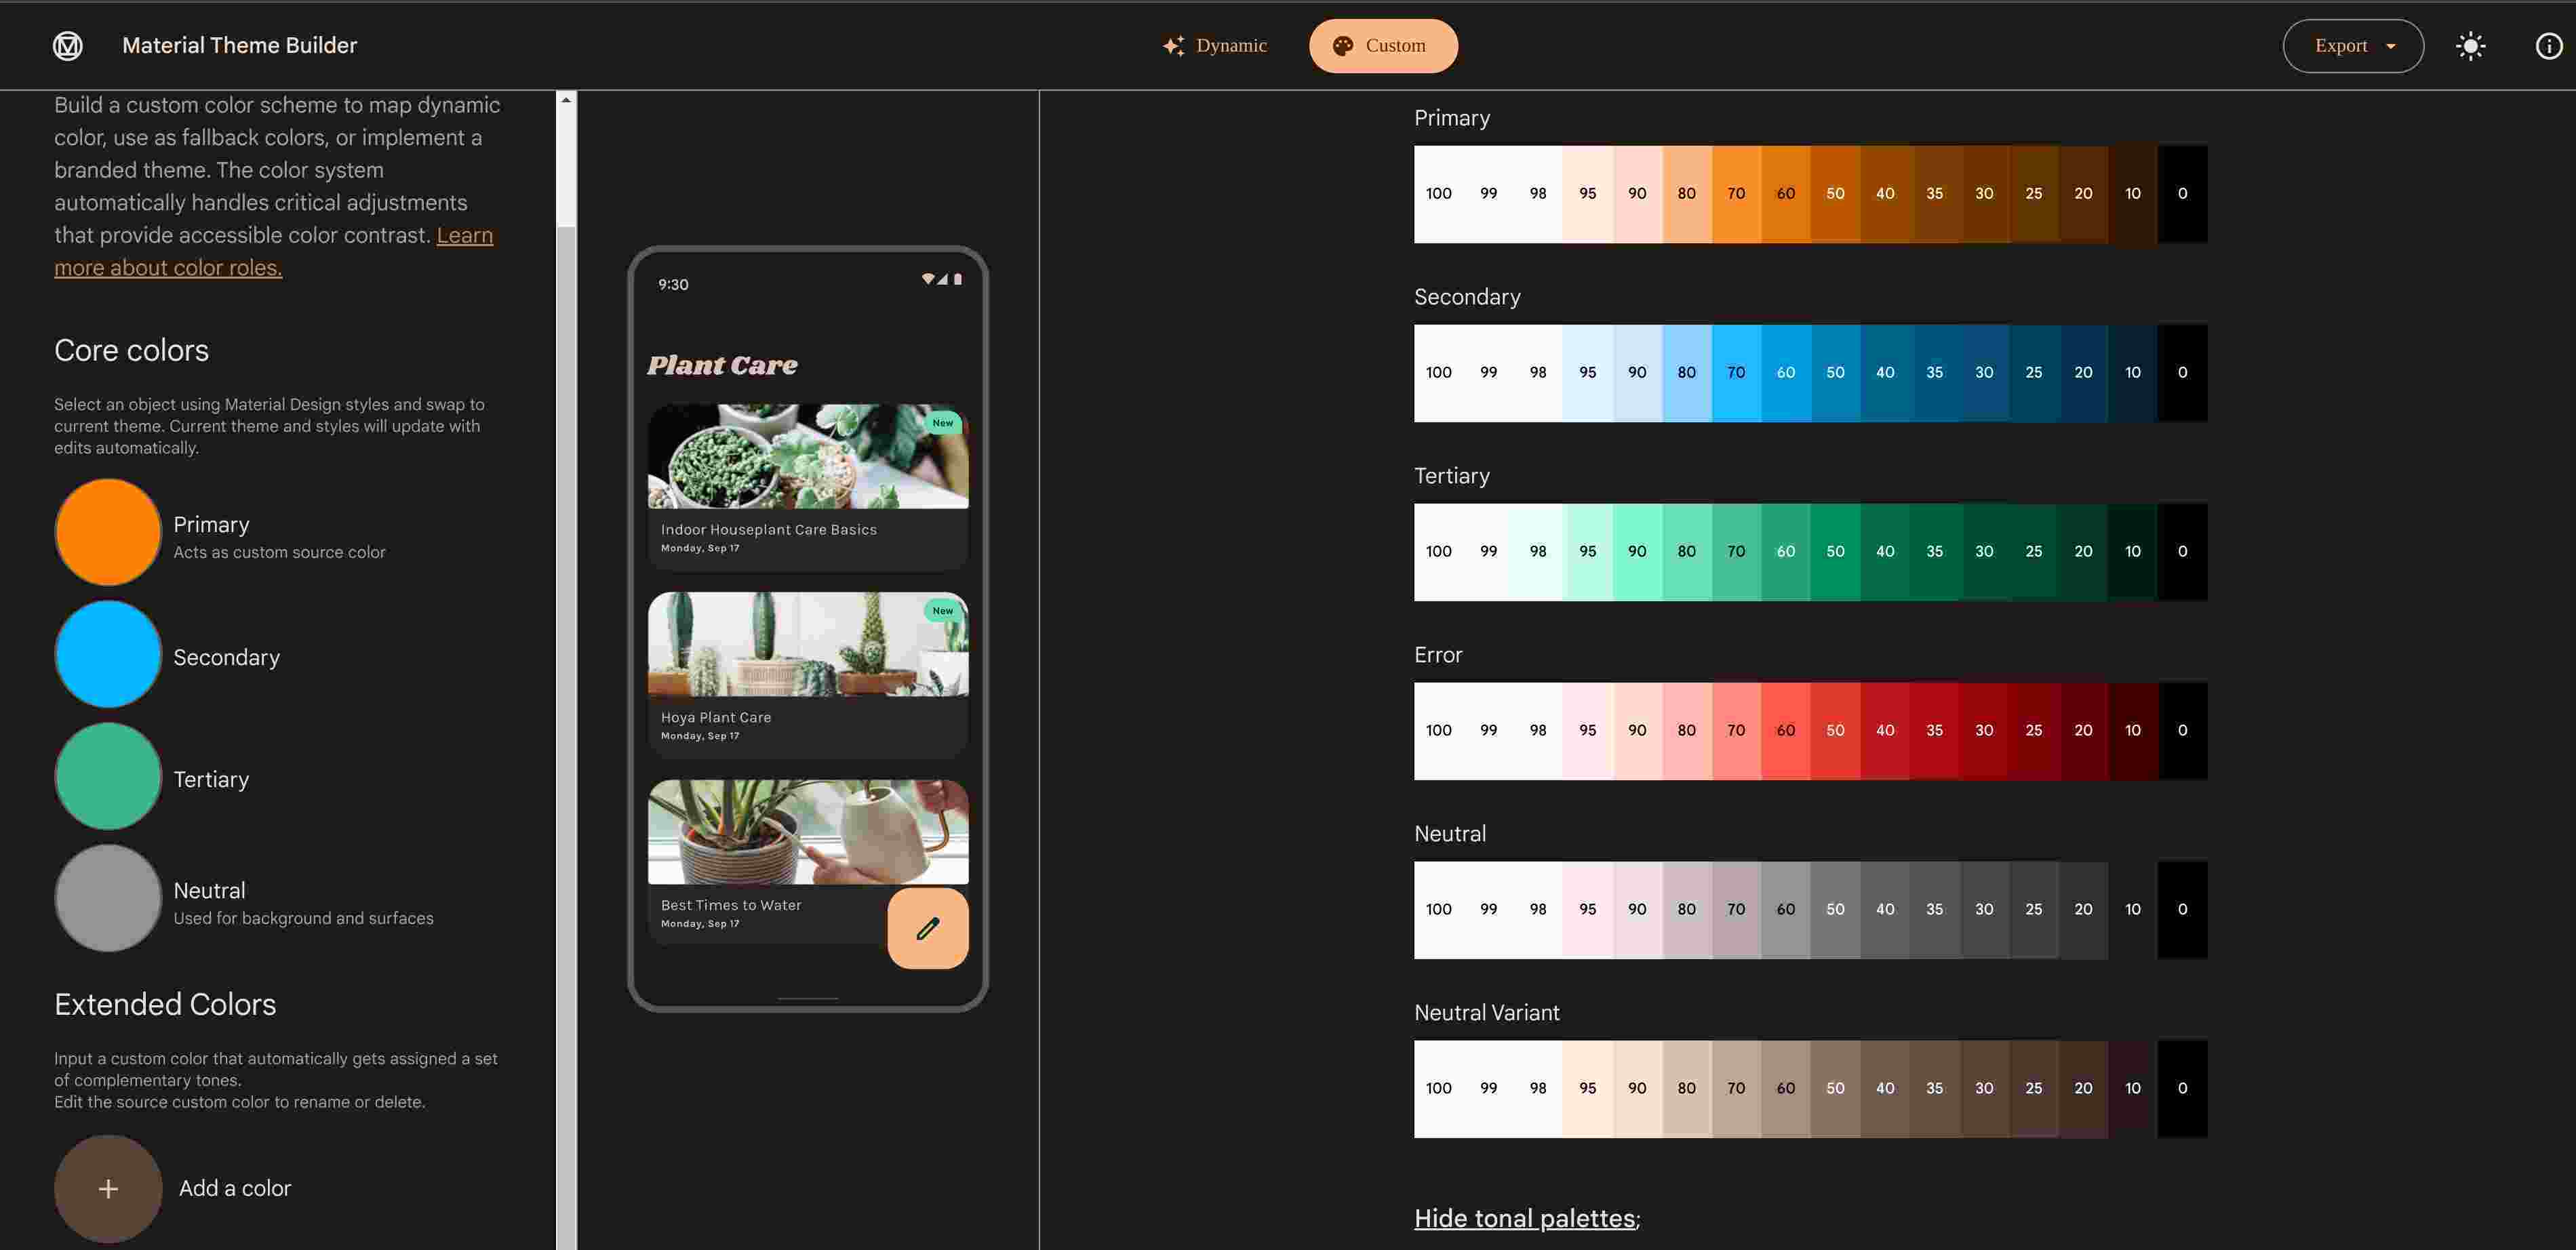 Material Theme Builder
Dynamic
Custom
Export
Build a custom color scheme to map dynamic
color, use as fallback colors, or implement a
branded theme. The color system
automatically handles critical adjustments
that provide accessible color contrast. Learn
more about color roles.
Core colors
Select an object using Material Design styles and swap to
current theme. Current theme and styles will update with
edits automatically.
Primary
Acts as custom source color
Secondary
Tertiary
Neutral
Used for background and surfaces
Extended Colors
Input a custom color that automatically gets assigned a set
of complementary tones.
Edit the source custom color to rename or delete.
Add a color
9:30
Plant Care
New
Indoor Houseplant Care Basics
Monday, Sep 17
New
Hoya Plant Care
Monday, Sep 17
Best Times to Water
Monday, Sep 17
Primary
100 99 98 95 90 80 70 60 50 40 35 30 25 20 10 0
Secondary
100 99 98 95 90 80 70 60 50 40 35 30 25 20 10 0
Tertiary
100 99 98 95 90 80 70 60 50 40 35 30 25 20 10 0
Error
100 99 98 95 90 80 70 60 50 40 35 30 25 20 10 0
Neutral
100 99 98 95 90 80 70 60 50 40 35 30 25 20 10 0
Neutral Variant
100 99 98 95 90 80 70 60 50 40 35 30 25 20 10 0
Hide tonal palettes;